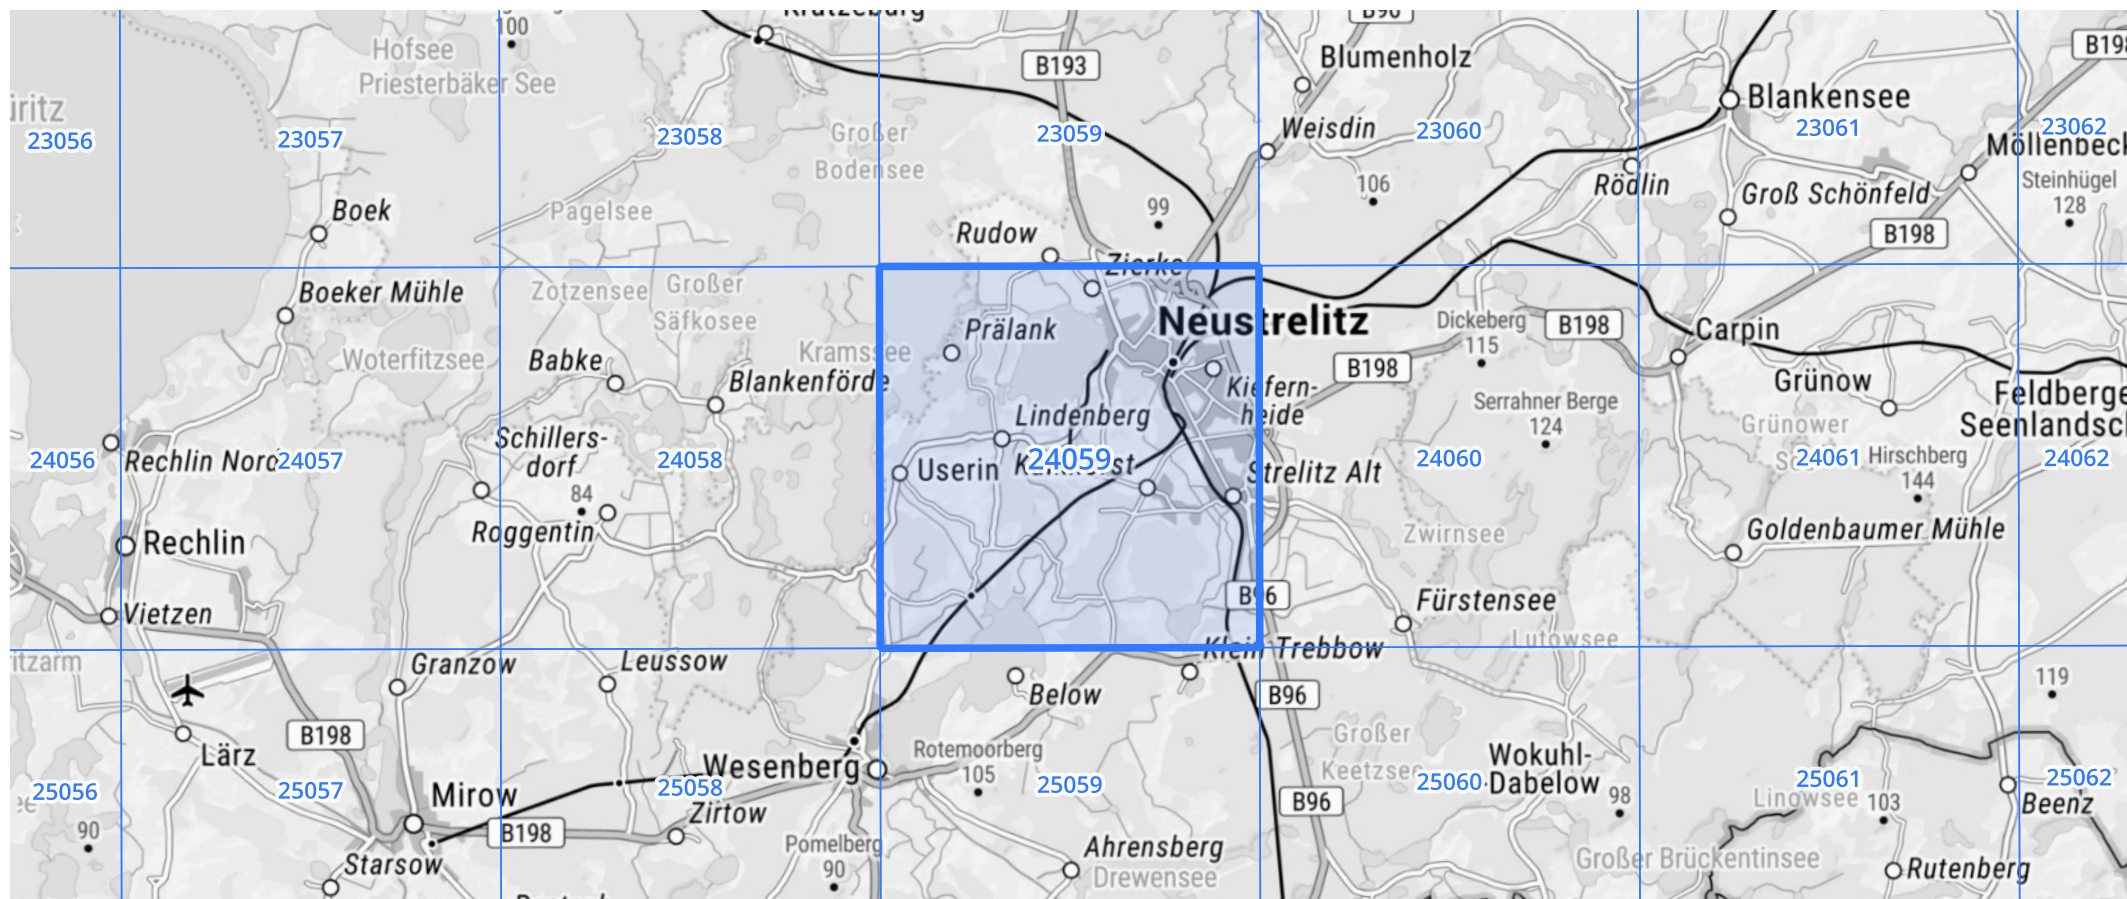 B96
100
Hofsee
Priesterbäker See
B193
Blumenholz
B198
Blankensee
23056
23057
23058
Großer
Bodensee
23059
Weisdin
23060
23061
23062
Möllenbeck
Boek
Pagelsee
99
106
Rödlin
Groß Schönfeld
Steinhügel
128
Rudow
B198
Boeker Mühle
Zotzensee
Großer
Säfkosee
Zierke
Neustrelitz
Dickeberg
115
B198
Carpin
Woterfitzsee
Babke
Kramssee
Prälank
B198
Blankenförde
Kiefern-
heide
Grünow
Feldberger
Seenlandsch
Serrahner Berge
124
Grünower
Lindenberg
24056
Rechlin Nord
24057
Schillers-
dorf
24058
Userin
24059
Strelitz Alt
24060
24061
Hirschberg
144
24062
84
Roggentin
Rechlin
Zwirnsee
Goldenbaumer Mühle
Vietzen
B96
Fürstensee
Lutowsee
Granzow
Leussow
Klein Trebbow
Below
B96
119
Lärz
B198
Wesenberg
Rotemoorberg
105
Großer
Keetzsee
Wokuhl-
Dabelow
25056
25057
Mirow
25058
25059
25060
25061
25062
Linowsee
103
Beenz
90
B198
Zirtow
B96
98
Starsow
Pomelberg
90
Ahrensberg
Drewensee
Großer Brückentinsee
Rutenberg